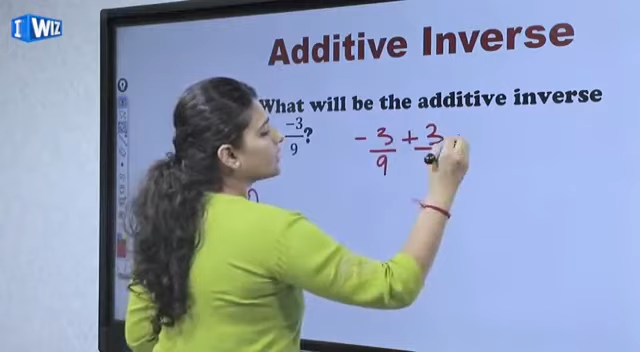 I WIZ
Additive Inverse
What will be the additive inverse
-3/9?
- 3/9 + 3